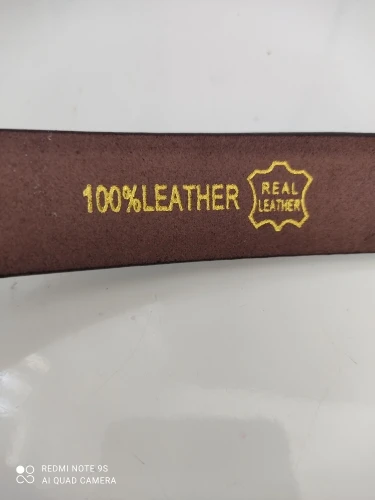 100%LEATHER
REAL
LEATHER
REDMI NOTE 9S
AI QUAD CAMERA